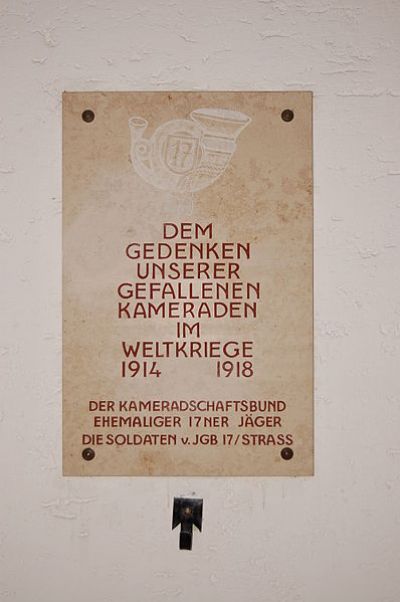 17
DEM
GEDENKEN
UNSERER
GEFALLENEN
KAMERADEN
IM
WELTKRIEGE
1914 1918
DER KAMERADSCHAFTSBUND
EHEMALIGER 17NER JÄGER
DIE SOLDATEN v. JGB 17/STRASS